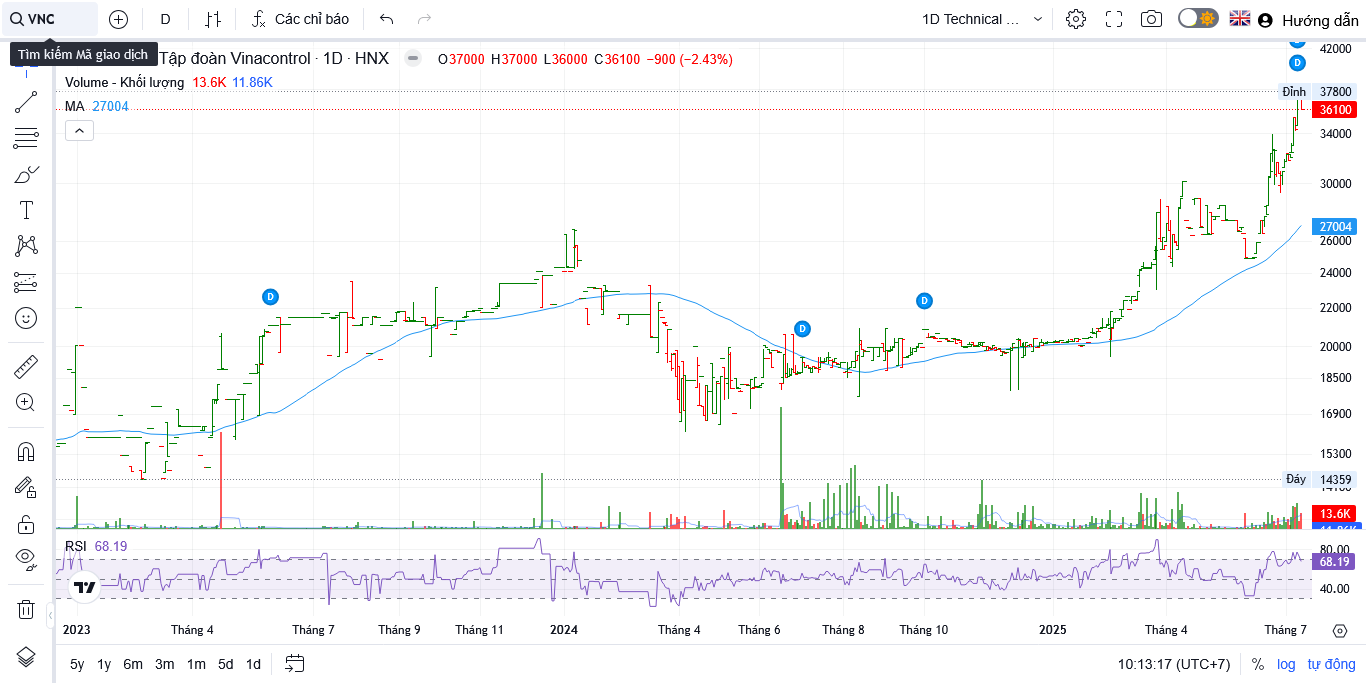 VNC
D
Các chỉ báo
1D Technical ...
Hướng dẫn
Tìm kiếm Mã giao dịch
Tập đoàn Vinacontrol · 1D · HNX
O37000 H37000 L36000 C36100 −900 (−2.43%)
Volume - Khối lượng 13.6K 11.86K
MA 27004
42000
D
Đỉnh 37800
36100
34000
30000
27004
26000
24000
D
D
D
22000
20000
18500
16900
15300
Đáy 14359
13.6K
RSI 68.19
80.00
68.19
40.00
2023 Tháng 4 Tháng 7 Tháng 9 Tháng 11 2024 Tháng 4 Tháng 6 Tháng 8 Tháng 10 2025 Tháng 4 Tháng 7
5y 1y 6m 3m 1m 5d 1d
10:13:17 (UTC+7) % log tự động